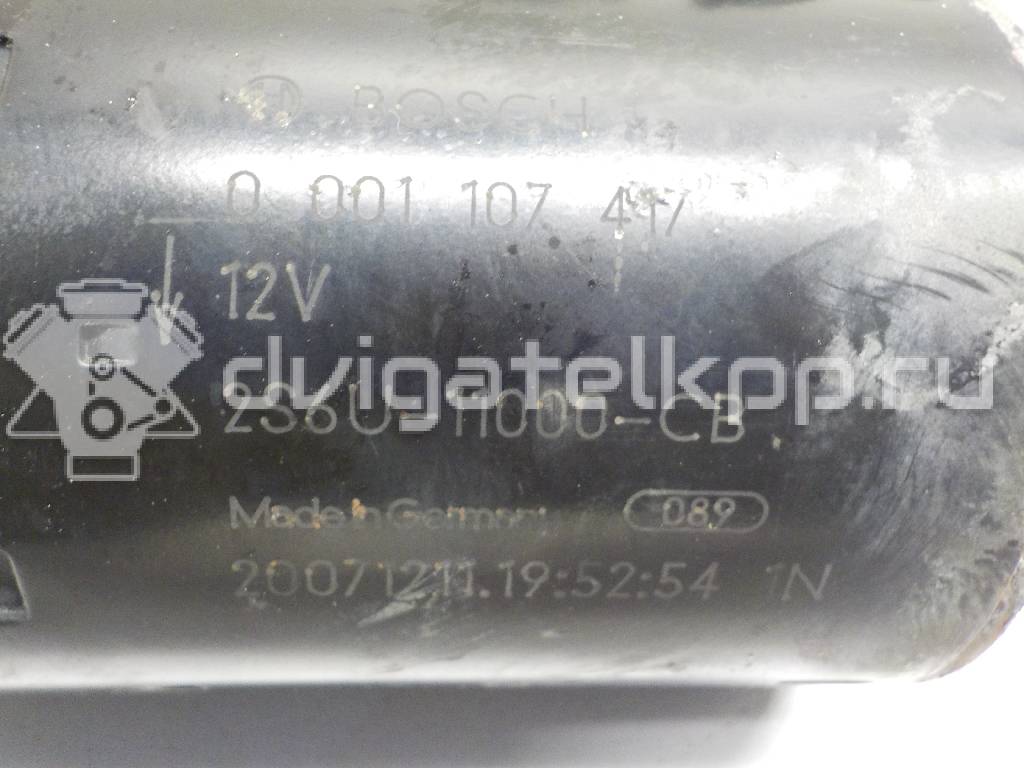 BOSCH
0 001 107 417
12V
dvigatelkop.ru
2S6U-11000-CB
Made in Germany 089
20071211.19:52:54 1N